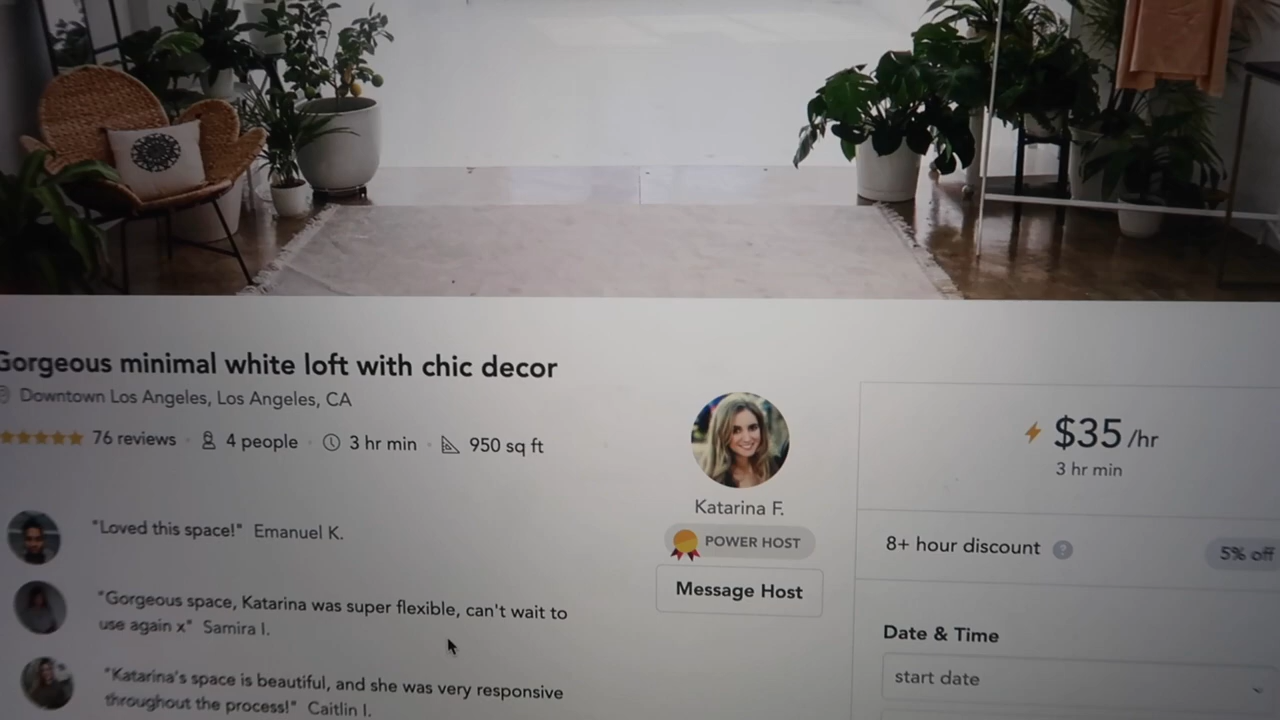 Gorgeous minimal white loft with chic decor
Downtown Los Angeles, Los Angeles, CA
76 reviews • 4 people • 3 hr min • 950 sq ft
"Loved this space!" Emanuel K.
"Gorgeous space, Katarina was super flexible, can't wait to
use again x" Samira I.
"Katarina's space is beautiful, and she was very responsive
throughout the process!" Caitlin I.
Katarina F.
POWER HOST
Message Host
$35 /hr
3 hr min
8+ hour discount ?
5% off
Date & Time
start date